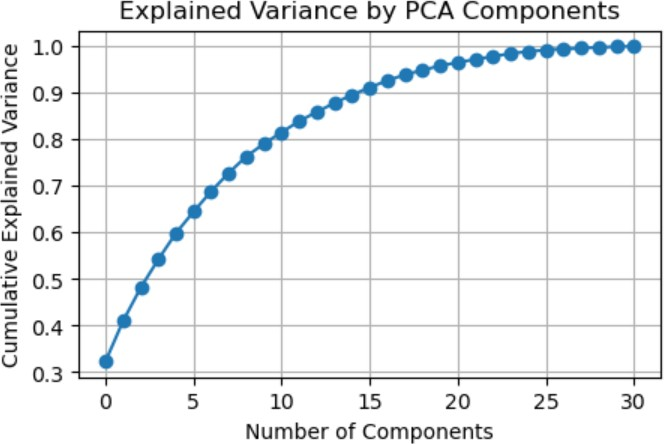 Explained Variance by PCA Components
Cumulative Explained Variance
1.0
0.9
0.8
0.7
0.6
0.5
0.4
0.3
0 5 10 15 20 25 30
Number of Components